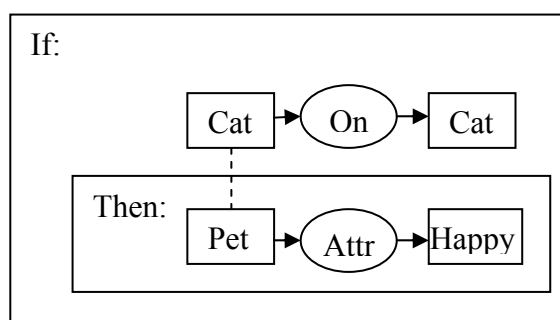 If:
Cat On Cat
Then:
Pet Attr Happy